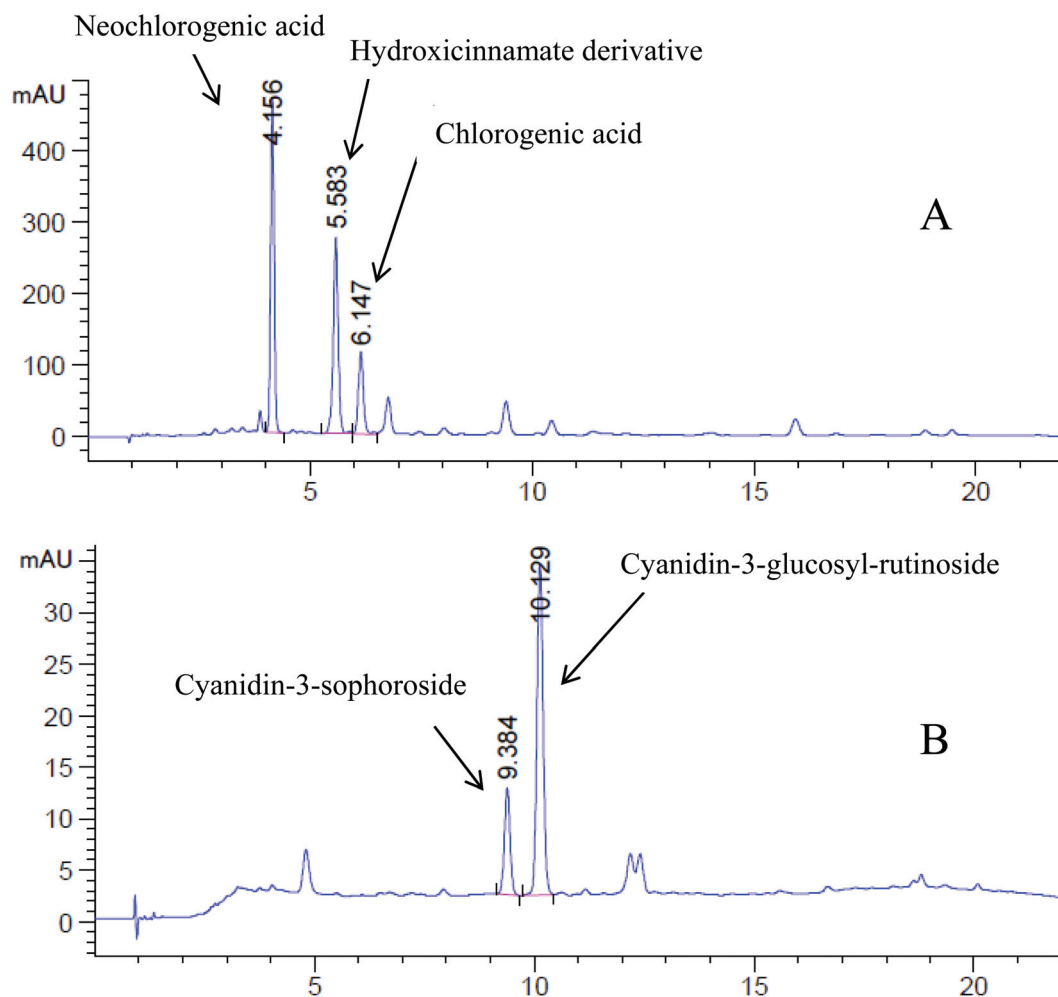 Neochlorogenic acid
Hydroxicinnamate derivative
Chlorogenic acid
mAU
4.156
5.583
6.147
A
400
300
200
100
0
5
10
15
20
mAU
10.129
Cyanidin-3-glucosyl-rutinoside
Cyanidin-3-sophoroside
9.384
B
30
25
20
15
10
5
0
5
10
15
20